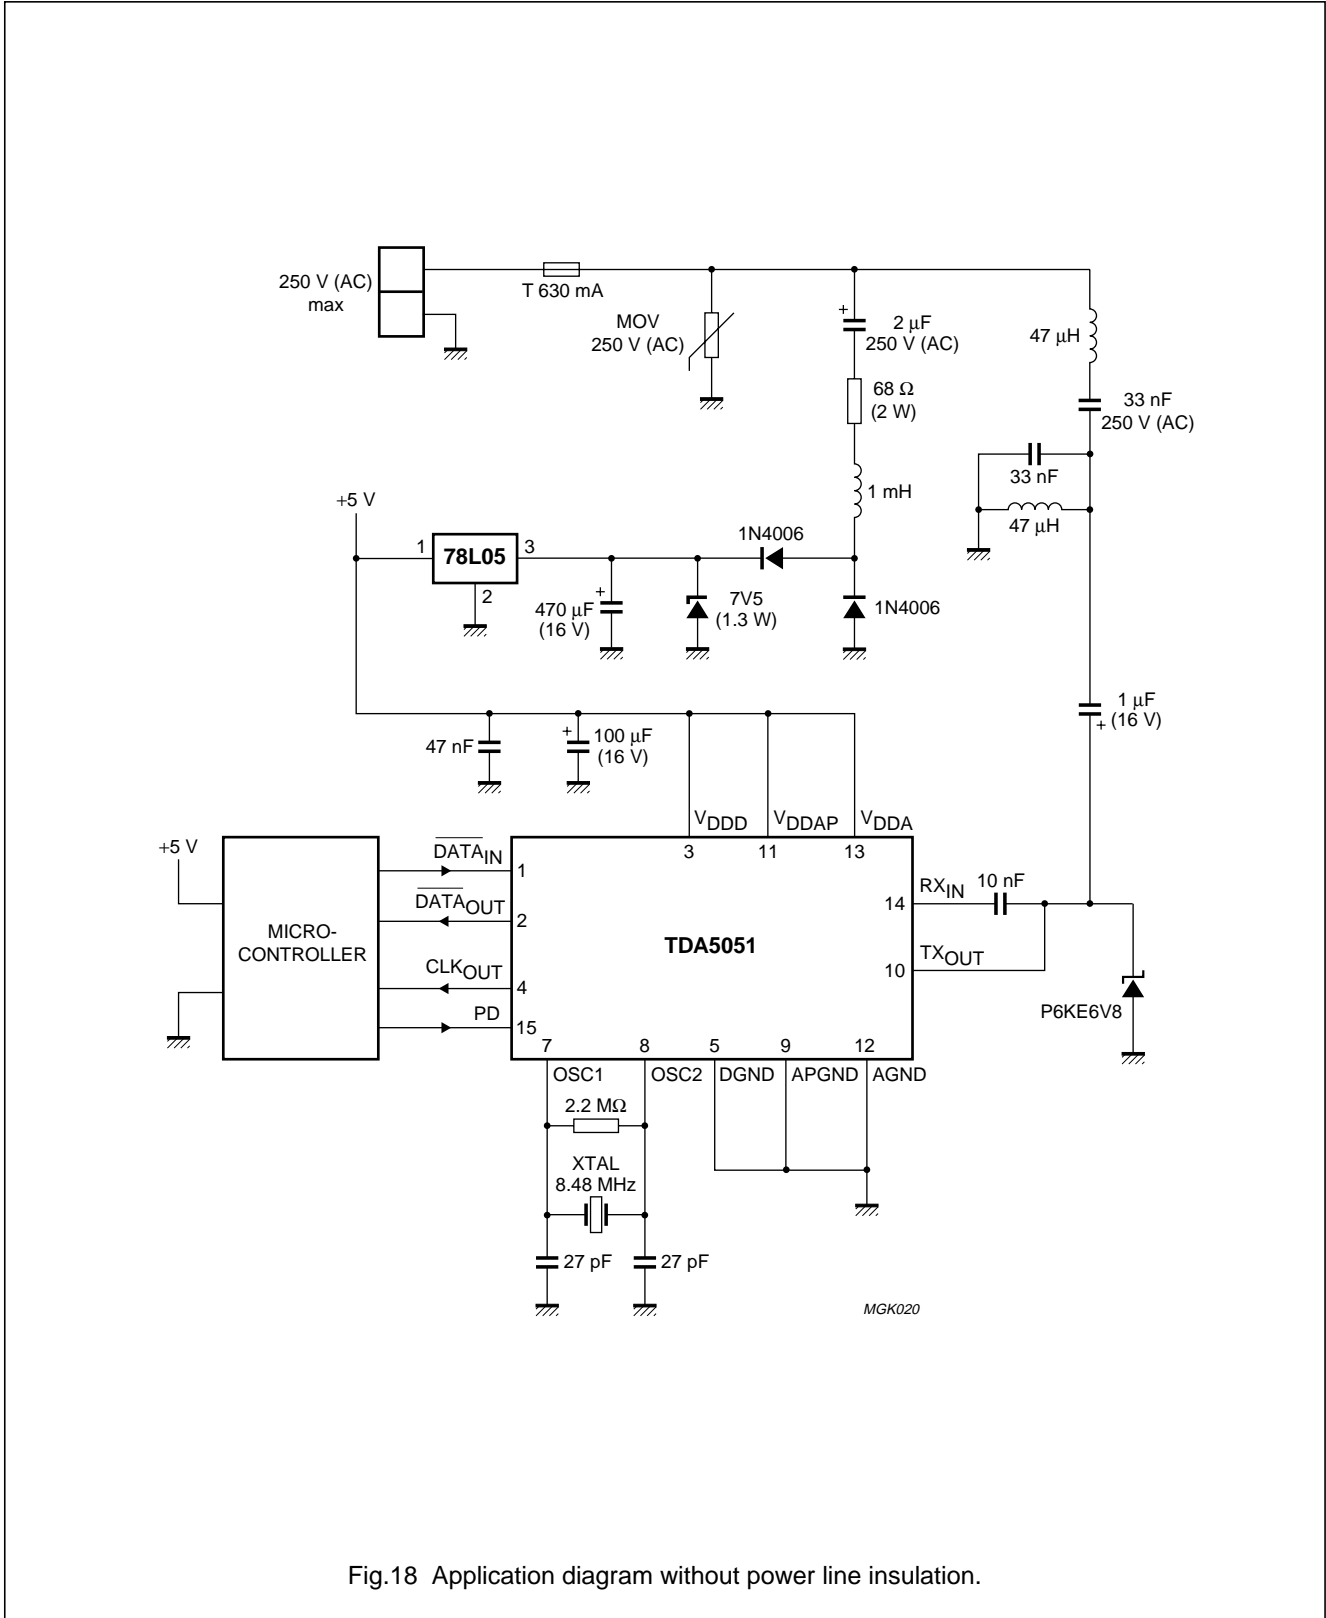 250 V (AC)
max
T 630 mA
MOV
250 V (AC)
+
2 μF
250 V (AC)
68 Ω
(2 W)
1 mH
47 μH
33 nF
250 V (AC)
33 nF
47 μH
+5 V
1
78L05
3
2
470 μF
(16 V)
+
7V5
(1.3 W)
1N4006
1N4006
1 μF
(16 V)
+
47 nF
+
100 μF
(16 V)
VDDD
VDDAP
VDDA
3
11
13
+5 V
MICRO-
CONTROLLER
DATAIN
1
DATAOUT
2
CLKOUT
4
PD
15
TDA5051
14
RXIN
10 nF
10
TXOUT
P6KE6V8
7
8
5
9
12
OSC1
OSC2
DGND
APGND
AGND
2.2 MΩ
XTAL
8.48 MHz
27 pF
27 pF
MGK020
Fig.18 Application diagram without power line insulation.